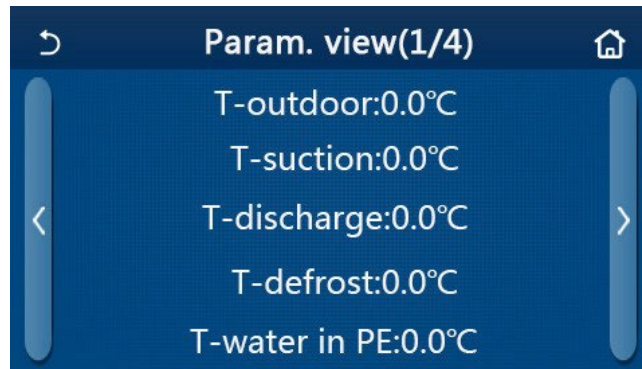 Param. view(1/4)
T-outdoor:0.0℃
T-suction:0.0℃
T-discharge:0.0℃
T-defrost:0.0℃
T-water in PE:0.0℃